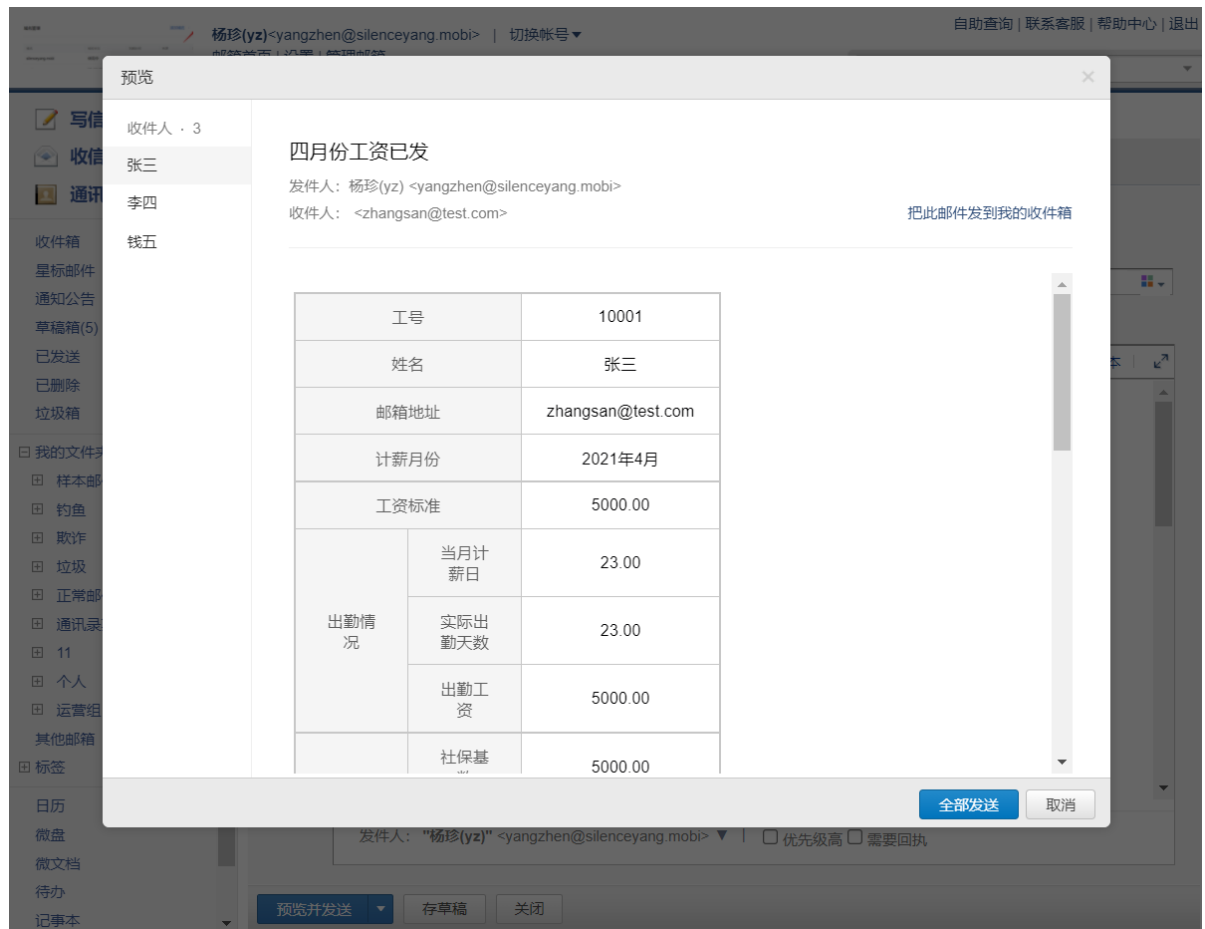 杨珍(yz)<yangzhen@silenceyang.mobi> | 切换帐号▼
自助查询 | 联系客服 | 帮助中心 | 退出
邮箱首页 | 设置 | 管理邮箱
预览
×
写信
收信
通讯
收件箱
星标邮件
通知公告
草稿箱(5)
已发送
已删除
垃圾箱
我的文件夹
样本邮
钓鱼
欺诈
垃圾
正常邮
通讯录
11
个人
运营组
其他邮箱
标签
日历
微盘
微文档
待办
记事本
收件人 · 3
张三
李四
钱五
四月份工资已发
发件人: 杨珍(yz) <yangzhen@silenceyang.mobi>
收件人: <zhangsan@test.com>
把此邮件发到我的收件箱
工号 10001
姓名 张三
邮箱地址 zhangsan@test.com
计薪月份 2021年4月
工资标准 5000.00
出勤情
况
当月计
薪日
23.00
实际出
勤天数
23.00
出勤工
资
5000.00
社保基
5000.00
本
全部发送
取消
发件人: "杨珍(yz)" <yangzhen@silenceyang.mobi> ▼ | 优先级高 需要回执
预览并发送
存草稿
关闭